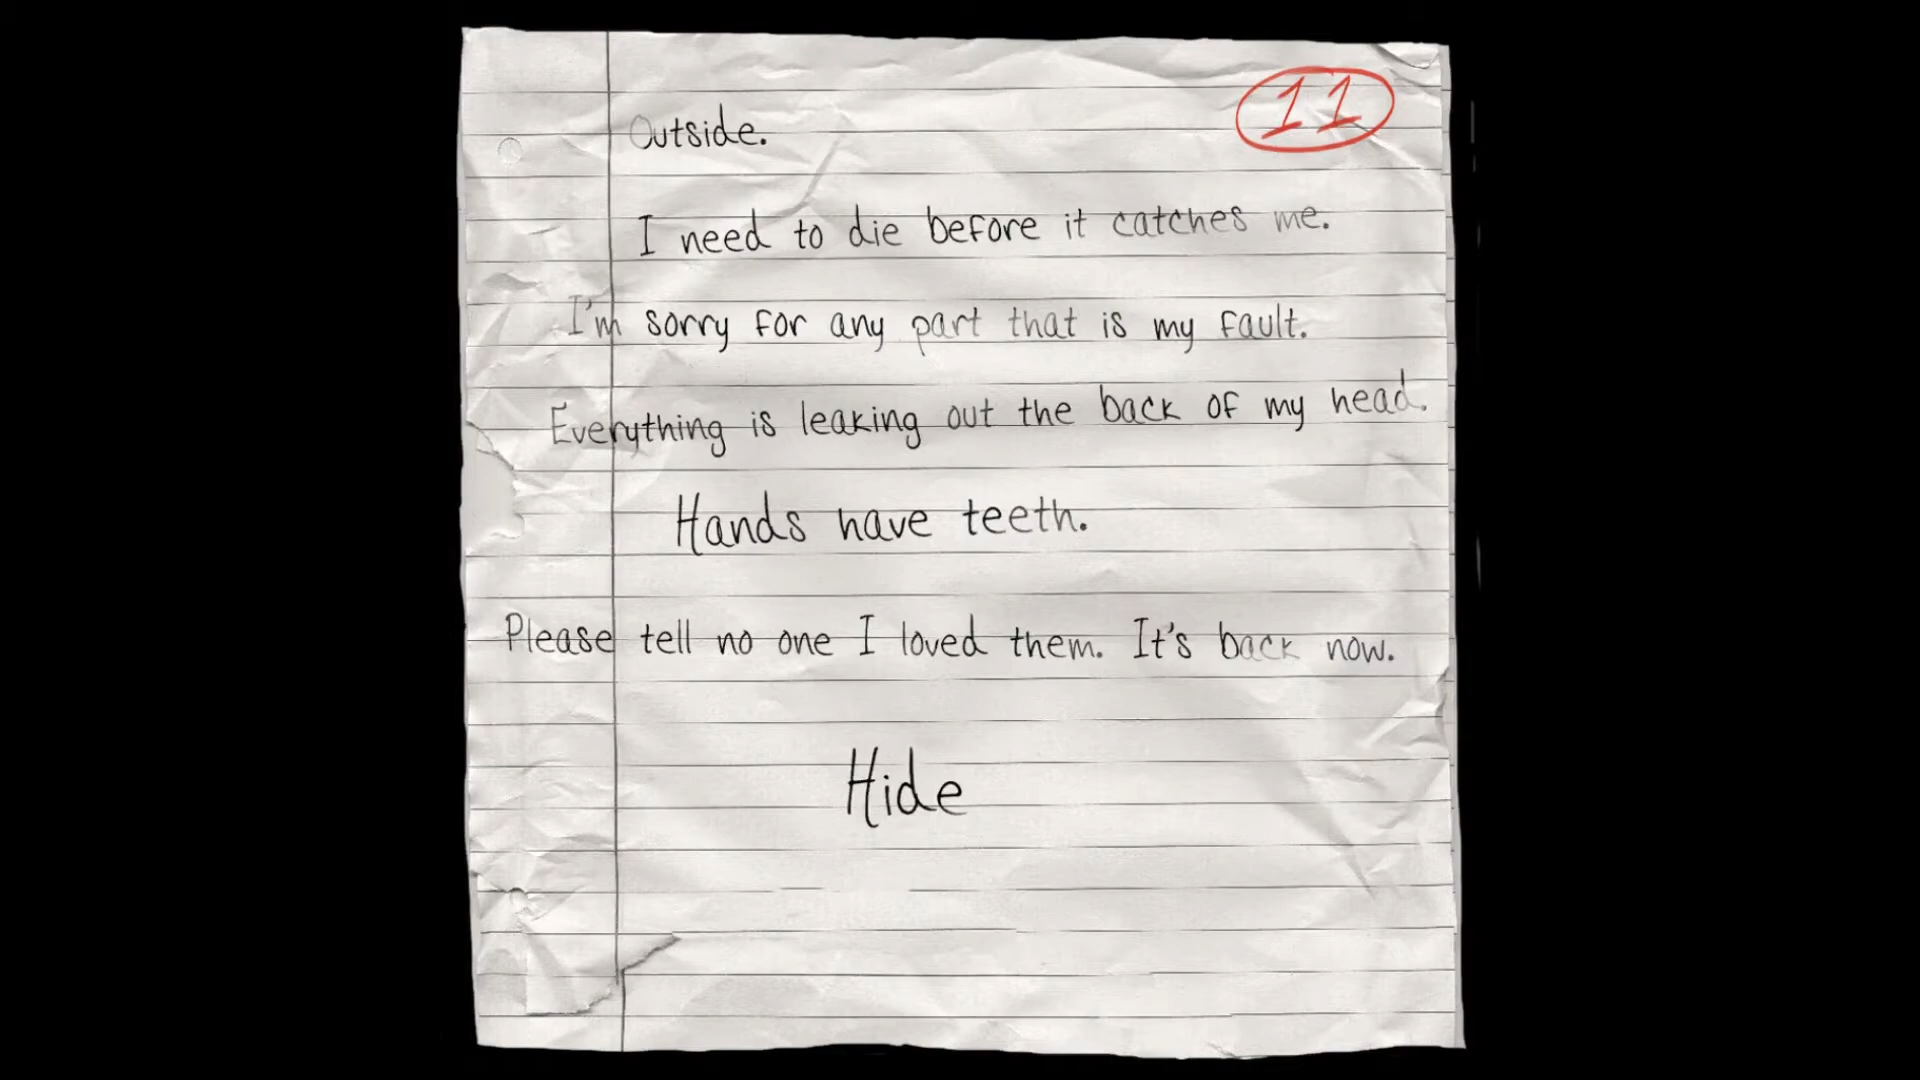 11
Outside.
I need to die before it catches me.
I'm sorry for any part that is my fault.
Everything is leaking out the back of my head.
Hands have teeth.
Please tell no one I loved them. It's back now.
Hide